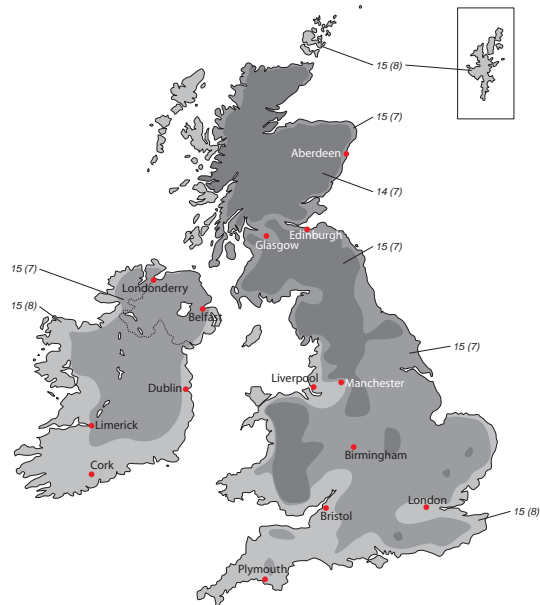 15 (8)
15 (7)
Aberdeen
14 (7)
Edinburgh
Glasgow
15 (7)
15 (7)
Londonderry
15 (8)
Belfast
15 (7)
Liverpool
Manchester
Dublin
Limerick
Birmingham
Cork
London
Bristol
15 (8)
Plymouth